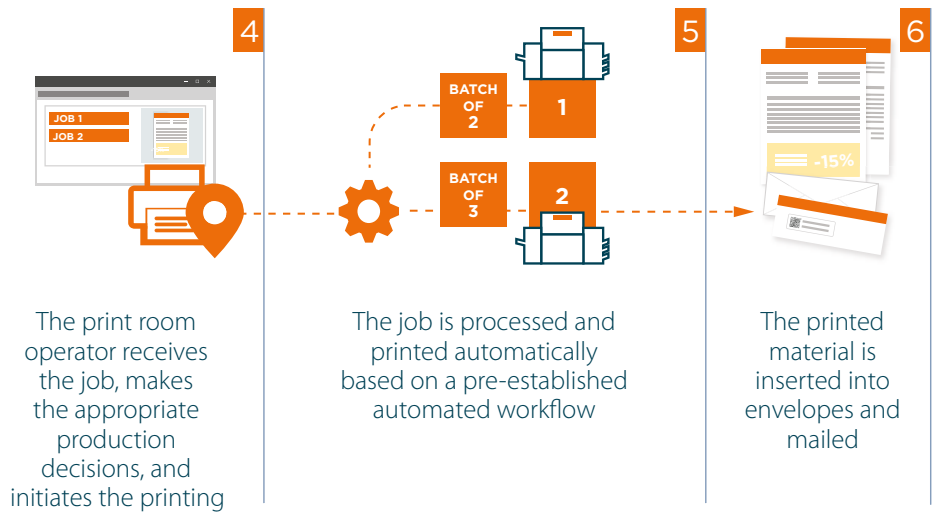 4
JOB 1
JOB 2
The print room
operator receives
the job, makes
the appropriate
production
decisions, and
initiates the printing
5
BATCH
OF
2
1
BATCH
OF
3
2
The job is processed and
printed automatically
based on a pre-established
automated workflow
6
-15%
The printed
material is
inserted into
envelopes and
mailed